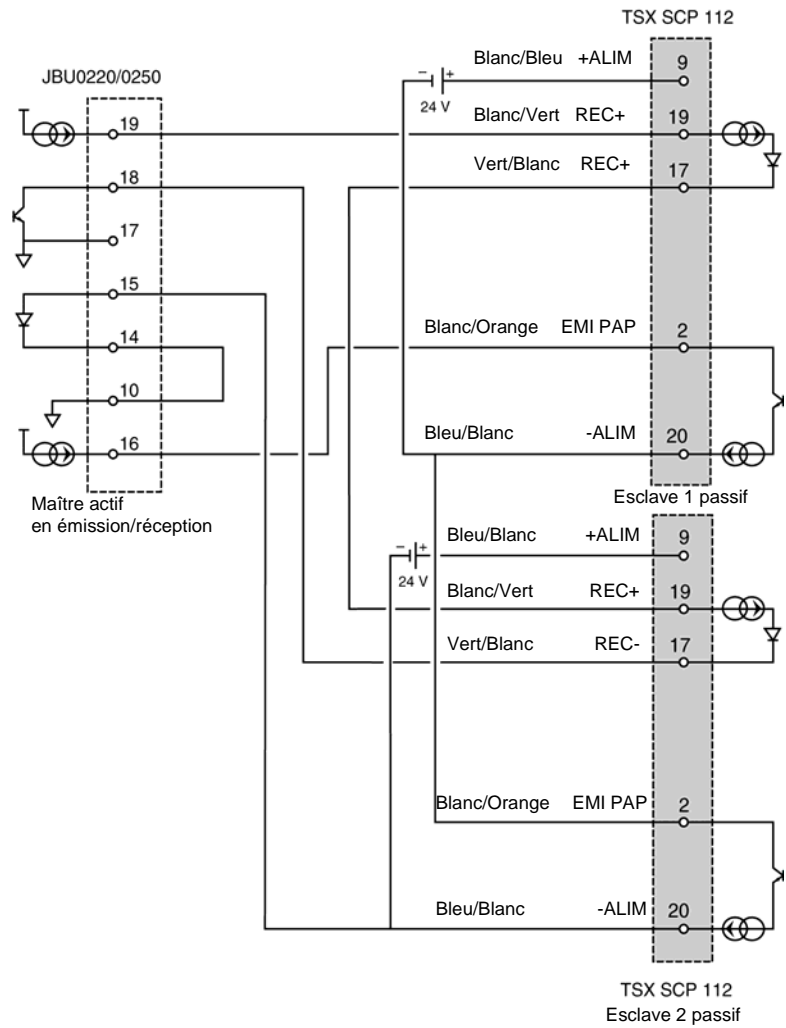 TSX SCP 112
JBU0220/0250
Blanc/Bleu +ALIM 9
− +
24 V
19 Blanc/Vert REC+ 19
18 Vert/Blanc REC+ 17
17
15
14 Blanc/Orange EMI PAP 2
10
16 Bleu/Blanc -ALIM 20
Maître actif
en émission/réception
Esclave 1 passif
Bleu/Blanc +ALIM 9
− +
24 V
Blanc/Vert REC+ 19
Vert/Blanc REC- 17
Blanc/Orange EMI PAP 2
Bleu/Blanc -ALIM 20
TSX SCP 112
Esclave 2 passif